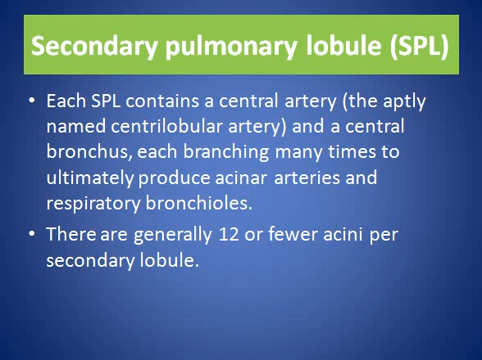 Secondary pulmonary lobule (SPL)
• Each SPL contains a central artery (the aptly
named centrilobular artery) and a central
bronchus, each branching many times to
ultimately produce acinar arteries and
respiratory bronchioles.
• There are generally 12 or fewer acini per
secondary lobule.